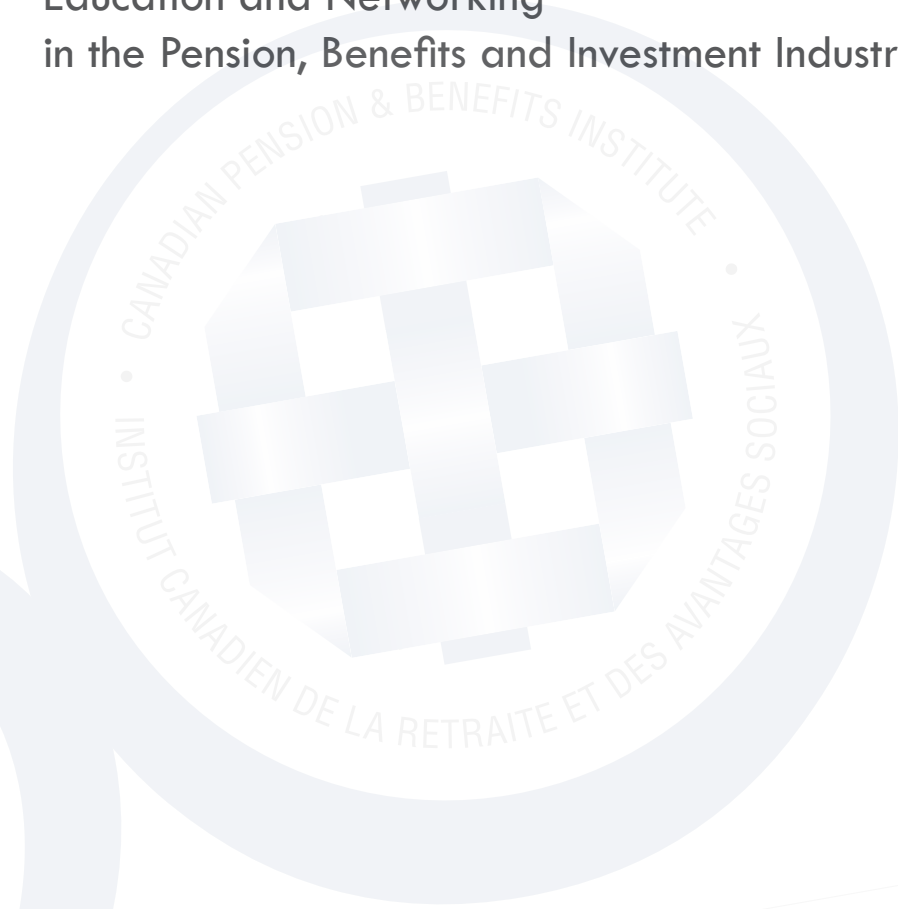 Education and Networking
in the Pension, Benefits and Investment Industr
CANADIAN PENSION & BENEFITS INSTITUTE •
INSTITUT CANADIEN DE LA RETRAITE ET DES AVANTAGES SOCIAUX •